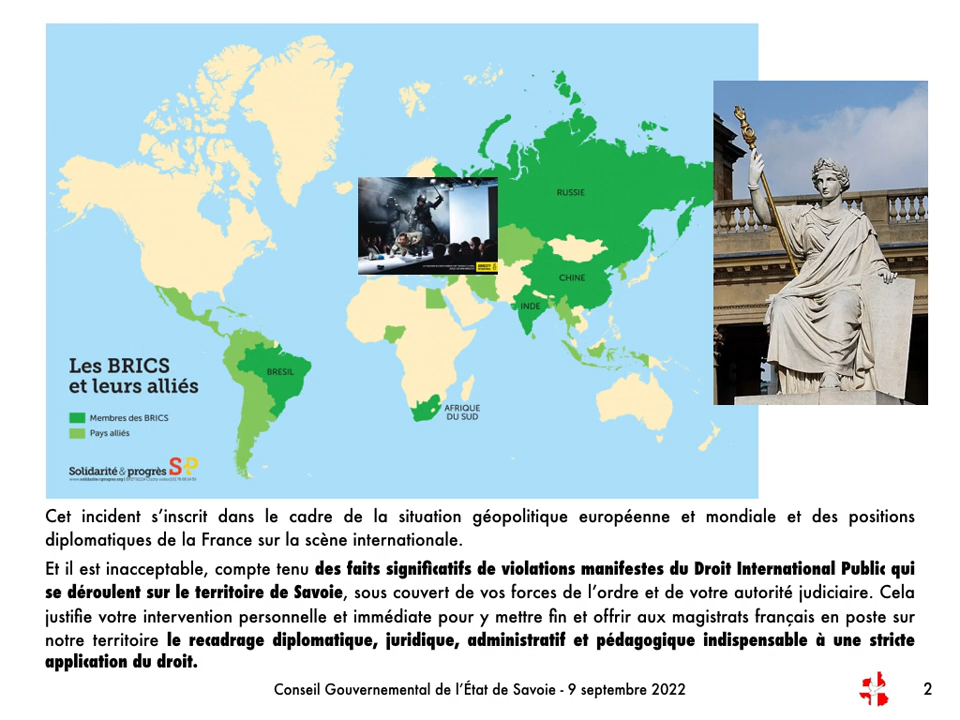 RUSSIE
CHINE
INDE
BRESIL
AFRIQUE
DU SUD
Les BRICS
et leurs alliés
Membres des BRICS
Pays alliés
Solidarité & progrès SP
AMNESTY
Cet incident s'inscrit dans le cadre de la situation géopolitique européenne et mondiale et des positions
diplomatiques de la France sur la scène internationale.
Et il est inacceptable, compte tenu des faits significatifs de violations manifestes du Droit International Public qui
se déroulent sur le territoire de Savoie, sous couvert de vos forces de l'ordre et de votre autorité judiciaire. Cela
justifie votre intervention personnelle et immédiate pour y mettre fin et offrir aux magistrats français en poste sur
notre territoire le recadrage diplomatique, juridique, administratif et pédagogique indispensable à une stricte
application du droit.
Conseil Gouvernemental de l'État de Savoie - 9 septembre 2022
2